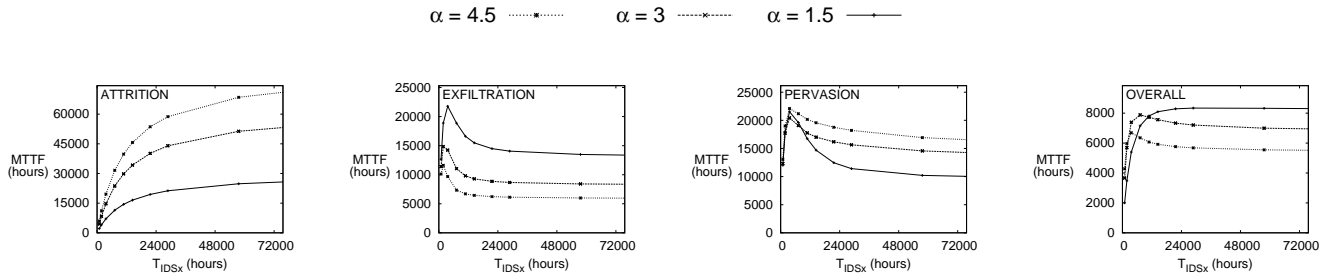 α = 4.5 α = 3 α = 1.5
ATTRITION
MTTF
(hours)
60000
45000
30000
15000
0
0 24000 48000 72000
T_IDSx (hours)
EXFILTRATION
MTTF
(hours)
25000
20000
15000
10000
5000
0
0 24000 48000 72000
T_IDSx (hours)
PERVASION
MTTF
(hours)
25000
20000
15000
10000
5000
0
0 24000 48000 72000
T_IDSx (hours)
OVERALL
MTTF
(hours)
8000
6000
4000
2000
0
0 24000 48000 72000
T_IDSx (hours)